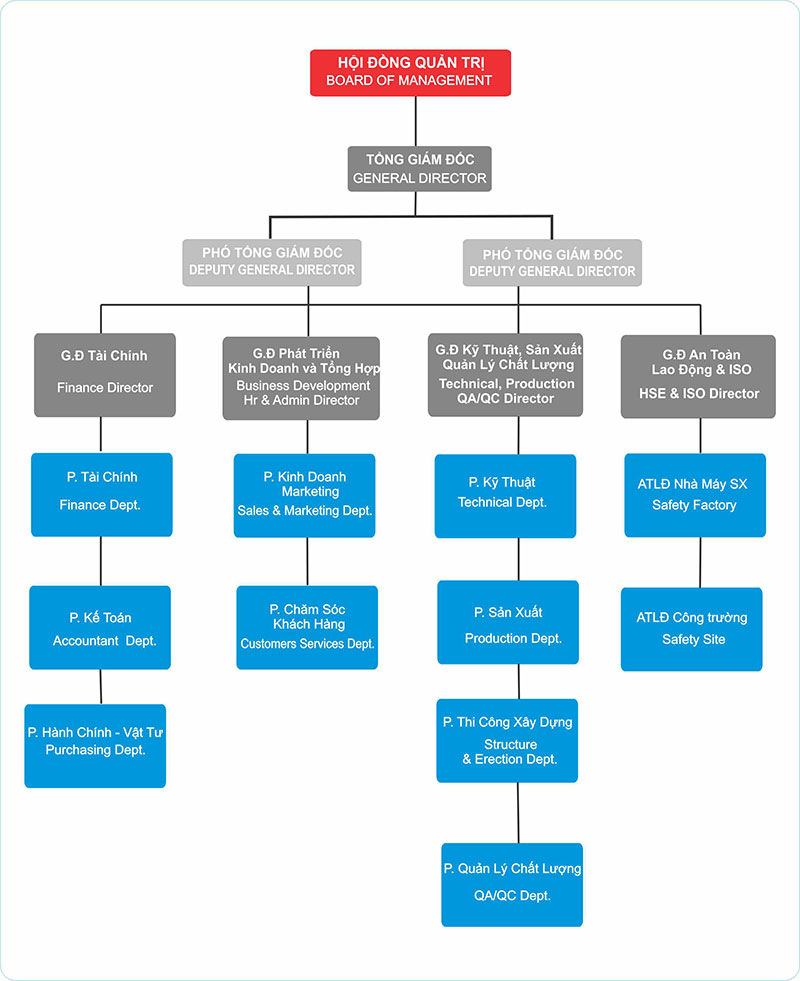 HỘI ĐỒNG QUẢN TRỊ
BOARD OF MANAGEMENT
TỔNG GIÁM ĐỐC
GENERAL DIRECTOR
PHÓ TỔNG GIÁM ĐỐC
DEPUTY GENERAL DIRECTOR
PHÓ TỔNG GIÁM ĐỐC
DEPUTY GENERAL DIRECTOR
G.Đ Tài Chính
Finance Director
G.Đ Phát Triển
Kinh Doanh và Tổng Hợp
Business Development
Hr & Admin Director
G.Đ Kỹ Thuật, Sản Xuất
Quản Lý Chất Lượng
Technical, Production
QA/QC Director
G.Đ An Toàn
Lao Động & ISO
HSE & ISO Director
P. Tài Chính
Finance Dept.
P. Kinh Doanh
Marketing
Sales & Marketing Dept.
P. Kỹ Thuật
Technical Dept.
ATLĐ Nhà Máy SX
Safety Factory
P. Kế Toán
Accountant Dept.
P. Chăm Sóc
Khách Hàng
Customers Services Dept.
P. Sản Xuất
Production Dept.
ATLĐ Công trường
Safety Site
P. Hành Chính - Vật Tư
Purchasing Dept.
P. Thi Công Xây Dựng
Structure
& Erection Dept.
P. Quản Lý Chất Lượng
QA/QC Dept.